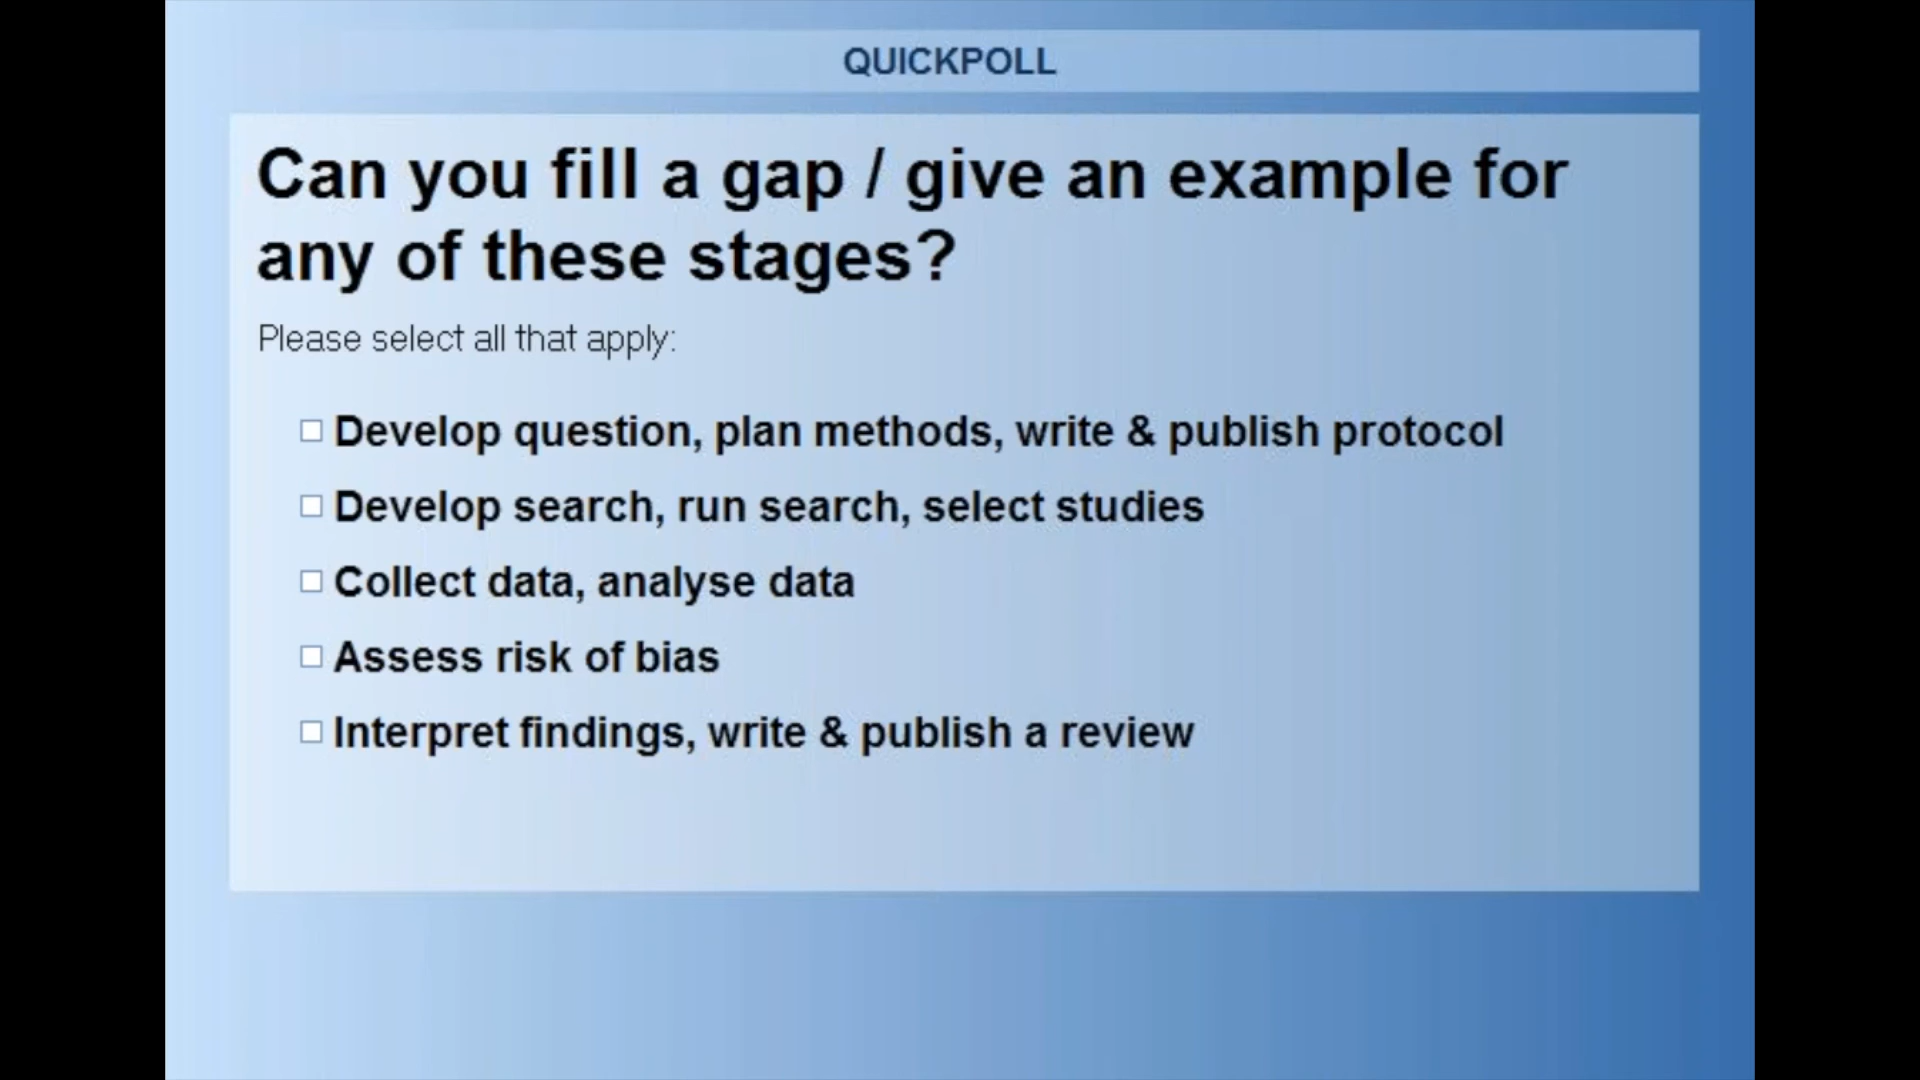 QUICKPOLL
Can you fill a gap / give an example for
any of these stages?
Please select all that apply:
Develop question, plan methods, write & publish protocol
Develop search, run search, select studies
Collect data, analyse data
Assess risk of bias
Interpret findings, write & publish a review